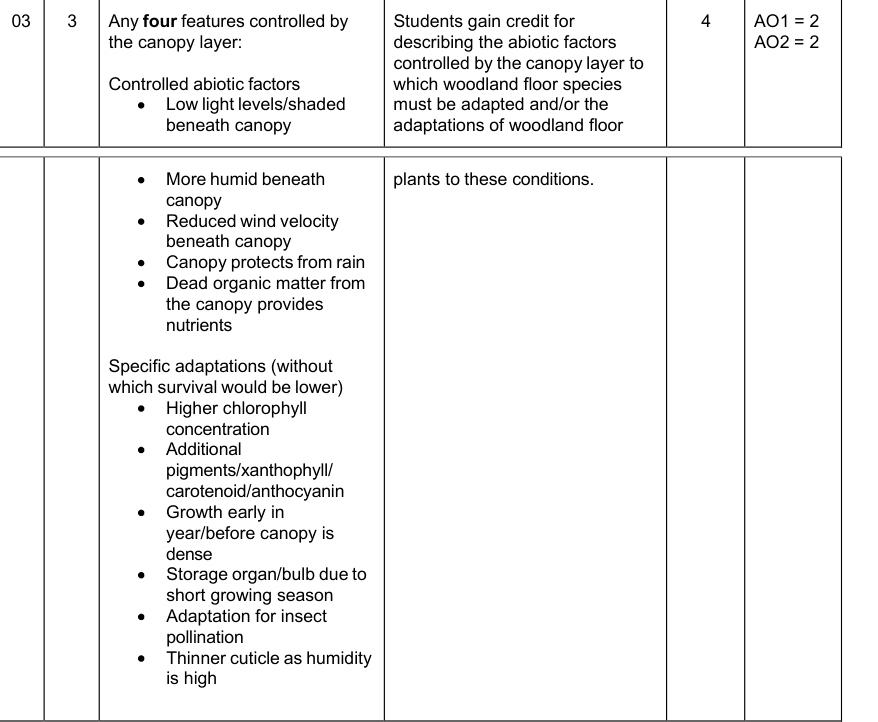 03 3 Any four features controlled by the canopy layer:
Controlled abiotic factors
• Low light levels/shaded
beneath canopy
Students gain credit for
describing the abiotic factors
controlled by the canopy layer to
which woodland floor species
must be adapted and/or the
adaptations of woodland floor
4
AO1 = 2
AO2 = 2
• More humid beneath
canopy
• Reduced wind velocity
beneath canopy
• Canopy protects from rain
• Dead organic matter from
the canopy provides
nutrients
Specific adaptations (without
which survival would be lower)
• Higher chlorophyll
concentration
• Additional
pigments/xanthophyll/
carotenoid/anthocyanin
• Growth early in
year/before canopy is
dense
• Storage organ/bulb due to
short growing season
• Adaptation for insect
pollination
• Thinner cuticle as humidity
is high
plants to these conditions.